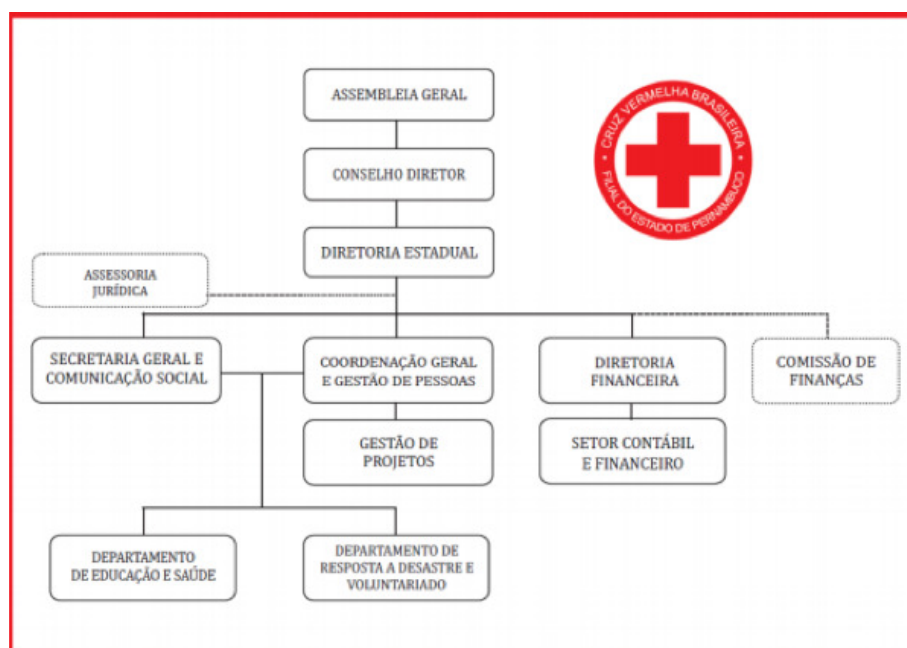 ASSEMBLEIA GERAL
CONSELHO DIRETOR
DIRETORIA ESTADUAL
CRUZ VERMELHA BRASILEIRA
FILIAL DO ESTADO DE PERNAMBUCO
ASSESSORIA
JURÍDICA
SECRETARIA GERAL E
COMUNICAÇÃO SOCIAL
COORDENAÇÃO GERAL
E GESTÃO DE PESSOAS
DIRETORIA
FINANCEIRA
COMISSÃO DE
FINANÇAS
GESTÃO DE
PROJETOS
SETOR CONTÁBIL
E FINANCEIRO
DEPARTAMENTO
DE EDUCAÇÃO E SAÚDE
DEPARTAMENTO DE
RESPOSTA A DESASTRE E
VOLUNTARIADO